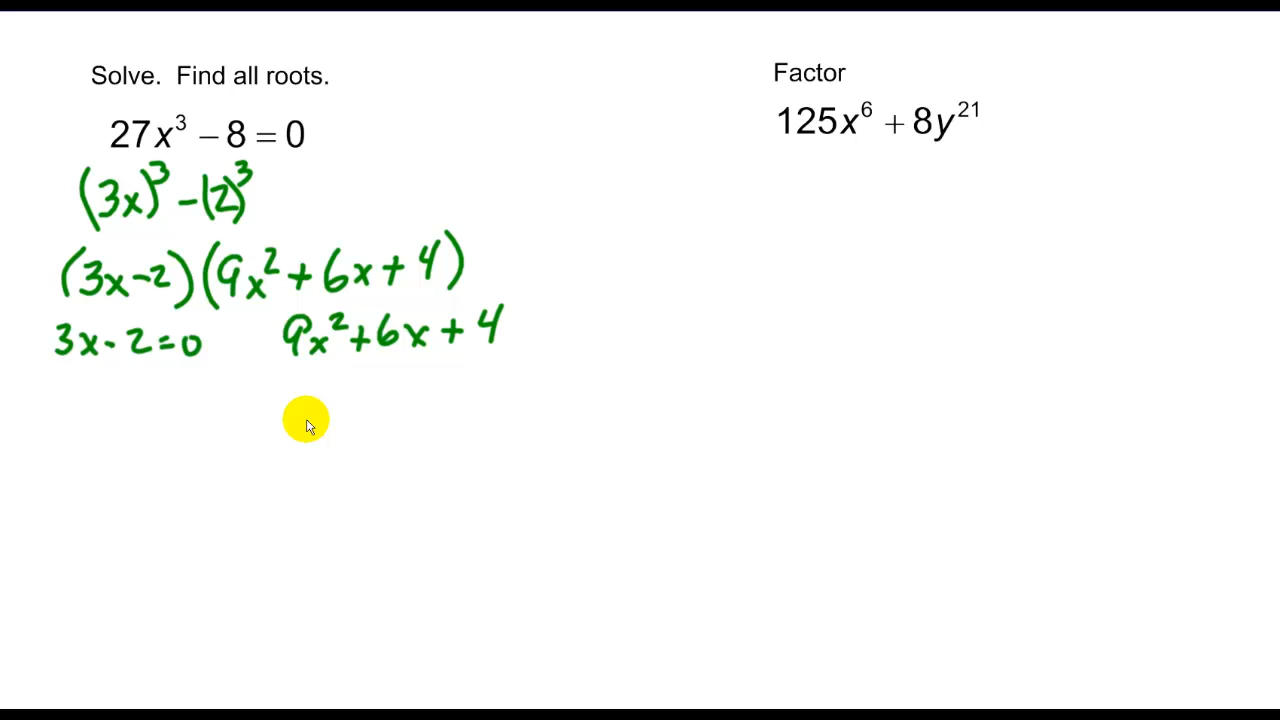 Solve. Find all roots.
27x³ − 8 = 0
(3x)³ − (2)³
(3x − 2)(9x² + 6x + 4)
3x - 2 = 0 9x² + 6x + 4
Factor
125x⁶ + 8y²¹